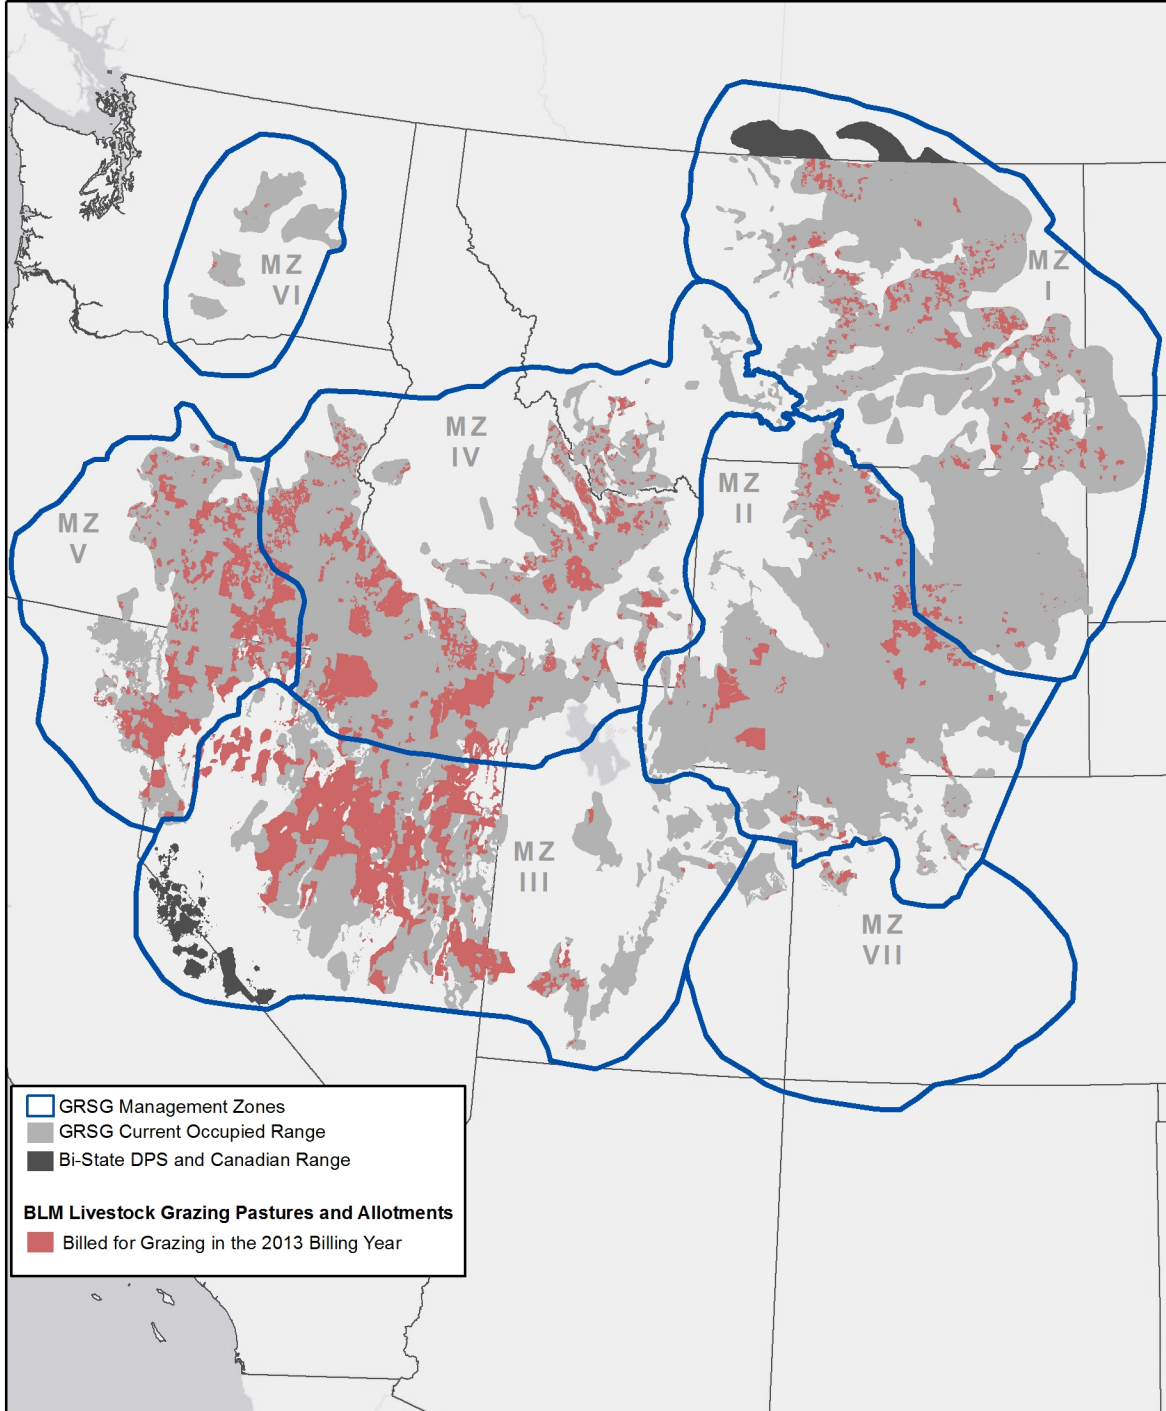 MZ
VI
MZ
I
MZ
IV
MZ
II
MZ
V
MZ
III
MZ
VII
GRSG Management Zones
GRSG Current Occupied Range
Bi-State DPS and Canadian Range
BLM Livestock Grazing Pastures and Allotments
Billed for Grazing in the 2013 Billing Year